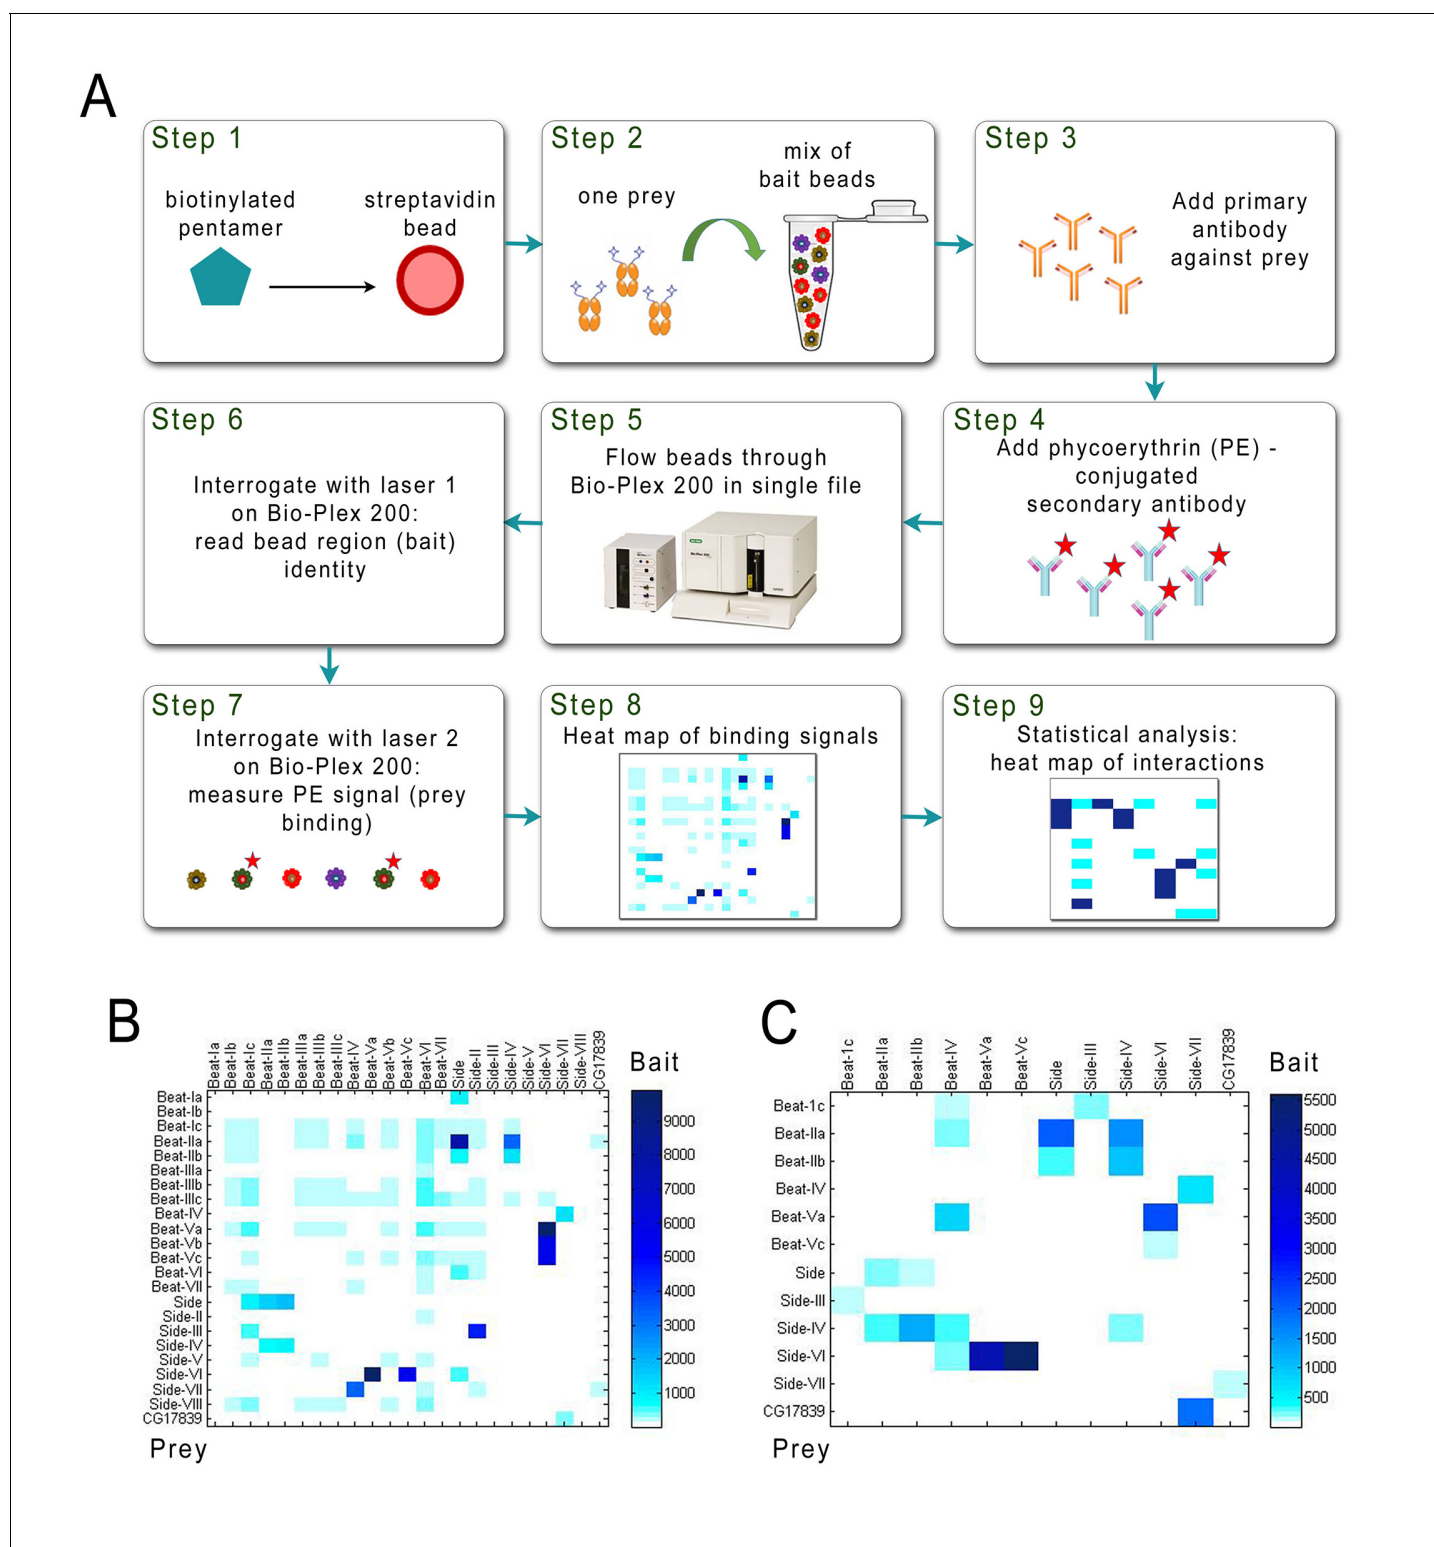 A
Step 1
biotinylated
pentamer
streptavidin
bead
Step 2
one prey
mix of
bait beads
Step 3
Add primary
antibody
against prey
Step 6
Interrogate with laser 1
on Bio-Plex 200:
read bead region (bait)
identity
Step 5
Flow beads through
Bio-Plex 200 in single file
Step 4
Add phycoerythrin (PE) -
conjugated
secondary antibody
Step 7
Interrogate with laser 2
on Bio-Plex 200:
measure PE signal (prey
binding)
Step 8
Heat map of binding signals
Step 9
Statistical analysis:
heat map of interactions
B
Beat-Ia
Beat-Ib
Beat-Ic
Beat-IIa
Beat-IIb
Beat-IIIa
Beat-IIIb
Beat-IIIc
Beat-IV
Beat-Va
Beat-Vb
Beat-Vc
Beat-VI
Beat-VII
Side
Side-II
Side-III
Side-IV
Side-V
Side-VI
Side-VII
Side-VIII
CG17839
Bait
Beat-Ia
Beat-Ib
Beat-Ic
Beat-IIa
Beat-IIb
Beat-IIIa
Beat-IIIb
Beat-IIIc
Beat-IV
Beat-Va
Beat-Vb
Beat-Vc
Beat-VI
Beat-VII
Side
Side-II
Side-III
Side-IV
Side-V
Side-VI
Side-VII
Side-VIII
CG17839
Prey
9000
8000
7000
6000
5000
4000
3000
2000
1000
C
Beat-1c
Beat-IIa
Beat-IIb
Beat-IV
Beat-Va
Beat-Vc
Side
Side-III
Side-IV
Side-VI
Side-VII
CG17839
Bait
Beat-1c
Beat-IIa
Beat-IIb
Beat-IV
Beat-Va
Beat-Vc
Side
Side-III
Side-IV
Side-VI
Side-VII
CG17839
Prey
5500
5000
4500
4000
3500
3000
2500
2000
1500
1000
500